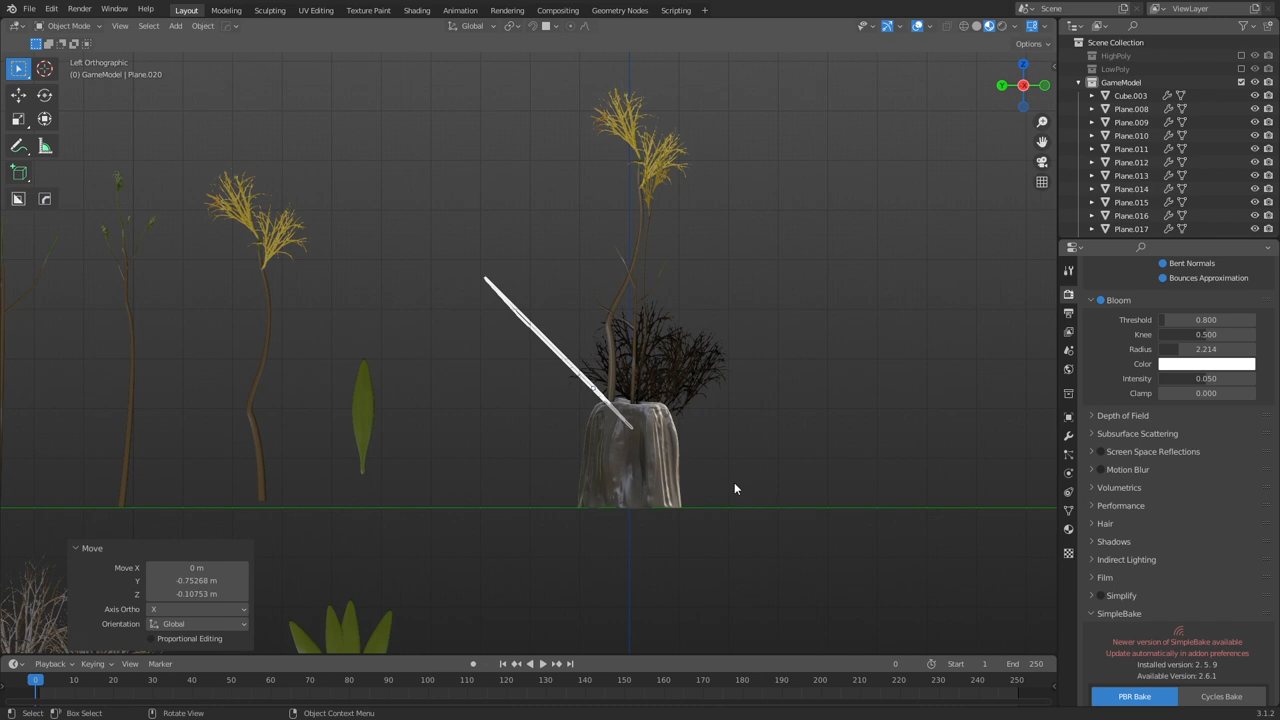 File Edit Render Window Help Layout Modeling Sculpting UV Editing Texture Paint Shading Animation Rendering Compositing Geometry Nodes Scripting + Scene ViewLayer
Object Mode View Select Add Object Global
Options
Left Orthographic
(0) GameModel | Plane.020
Z
Y
X
Scene Collection
HighPoly
LowPoly
GameModel
Cube.003
Plane.008
Plane.009
Plane.010
Plane.011
Plane.012
Plane.013
Plane.014
Plane.015
Plane.016
Plane.017
Bent Normals
Bounces Approximation
Bloom
Threshold 0.800
Knee 0.500
Radius 2.214
Color
Intensity 0.050
Clamp 0.000
Depth of Field
Subsurface Scattering
Screen Space Reflections
Motion Blur
Volumetrics
Performance
Hair
Shadows
Indirect Lighting
Film
Simplify
SimpleBake
Newer version of SimpleBake available
Update automatically in addon preferences
Installed version: 2. 5. 9
Available Version: 2.6.1
PBR Bake Cycles Bake
Move
Move X 0 m
Y -0.75268 m
Z -0.10753 m
Axis Ortho X
Orientation Global
Proportional Editing
Playback Keying View Marker 0 Start 1 End 250
0 10 20 30 40 50 60 70 80 90 100 110 120 130 140 150 160 170 180 190 200 210 220 230 240 250
Select Box Select Rotate View Object Context Menu 3.1.2